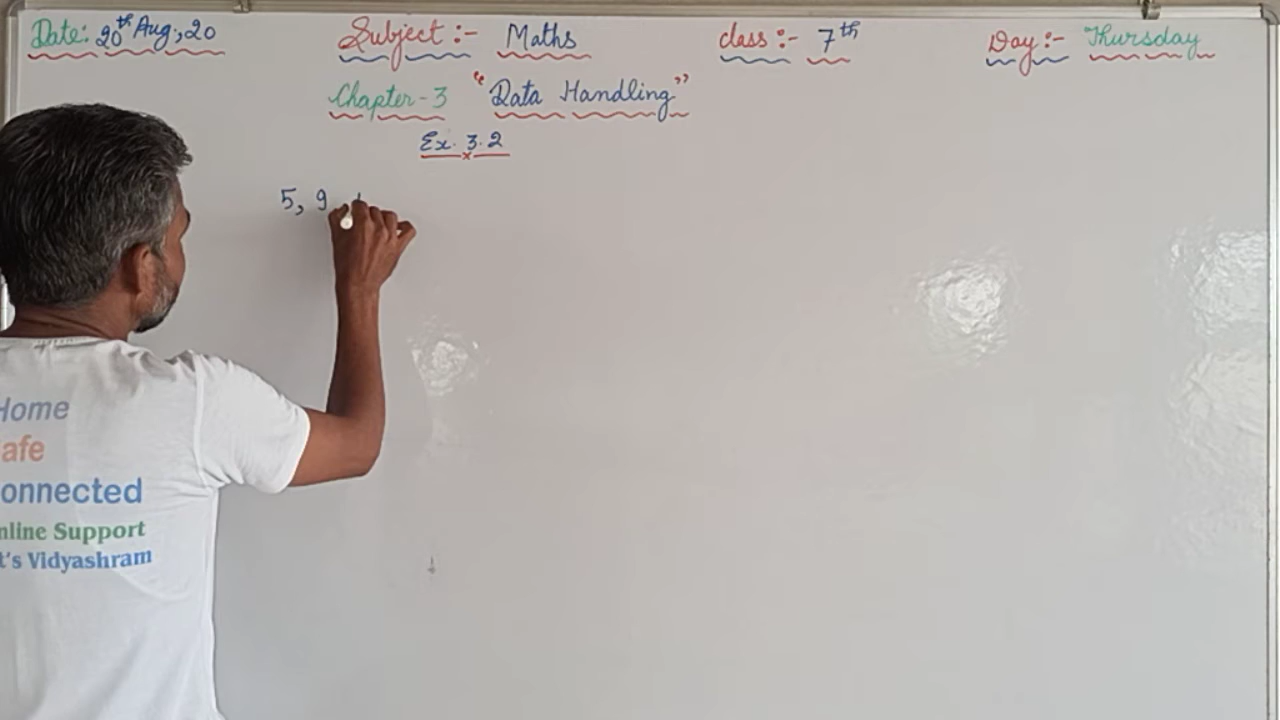 Date: 20th Aug.,20 Subject :- Maths class :- 7th Day :- Thursday
Chapter-3 "Data Handling"
Ex. 3.2
5, 9
Home
afe
onnected
nline Support
t's Vidyashram